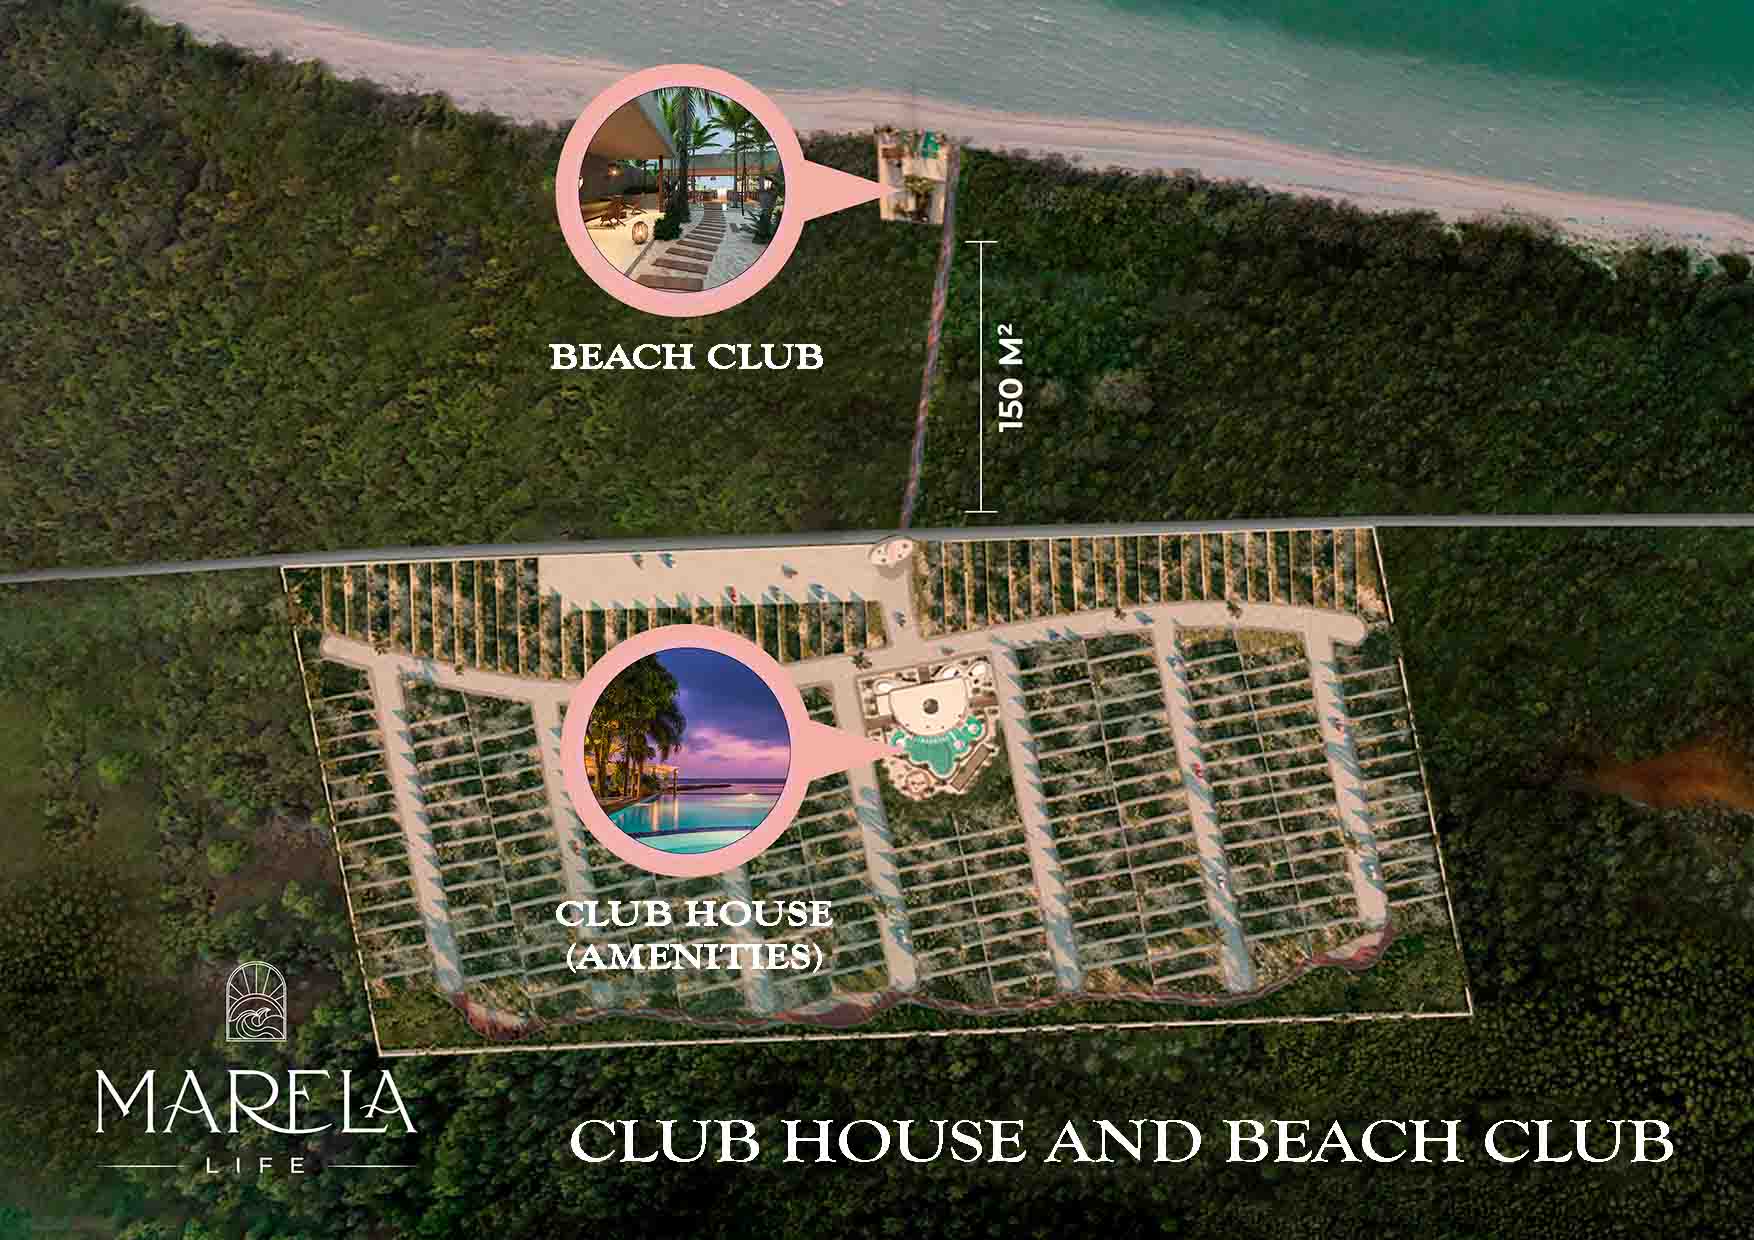 BEACH CLUB
150 M²
CLUB HOUSE
(AMENITIES)
MARELA
LIFE
CLUB HOUSE AND BEACH CLUB